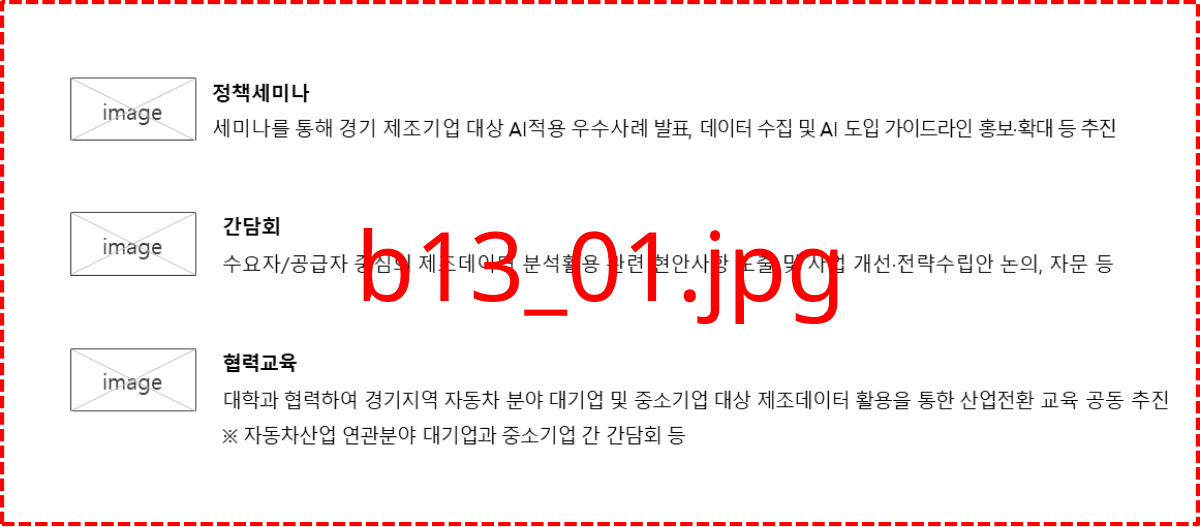 image
정책세미나
세미나를 통해 경기 제조기업 대상 AI적용 우수사례 발표, 데이터 수집 및 AI 도입 가이드라인 홍보·확대 등 추진
image
간담회
수요자/공급자 중심의 제조데이터 분석활용 관련 현안사항 도출 및 사업 개선·전략수립안 논의, 자문 등
b13_01.jpg
image
협력교육
대학과 협력하여 경기지역 자동차 분야 대기업 및 중소기업 대상 제조데이터 활용을 통한 산업전환 교육 공동 추진
※ 자동차산업 연관분야 대기업과 중소기업 간 간담회 등